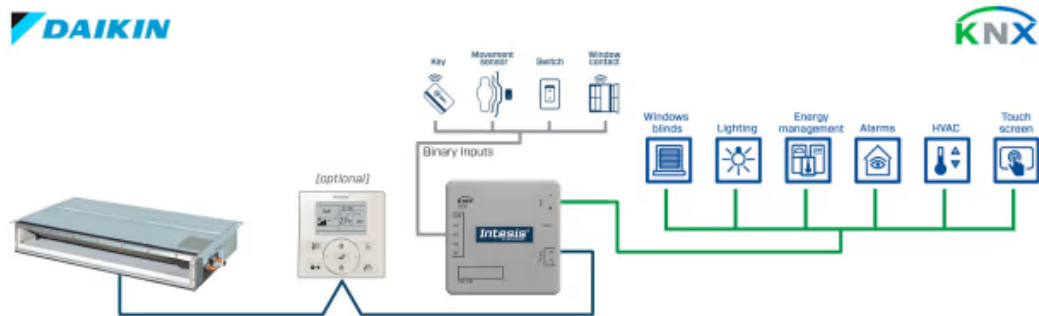 DAIKIN
KNX
Key
Movement
sensor
Switch
Window
contact
Binary Inputs
Windows
blinds
Lighting
Energy
management
Alarms
HVAC
Touch
screen
[optional]
Intesis